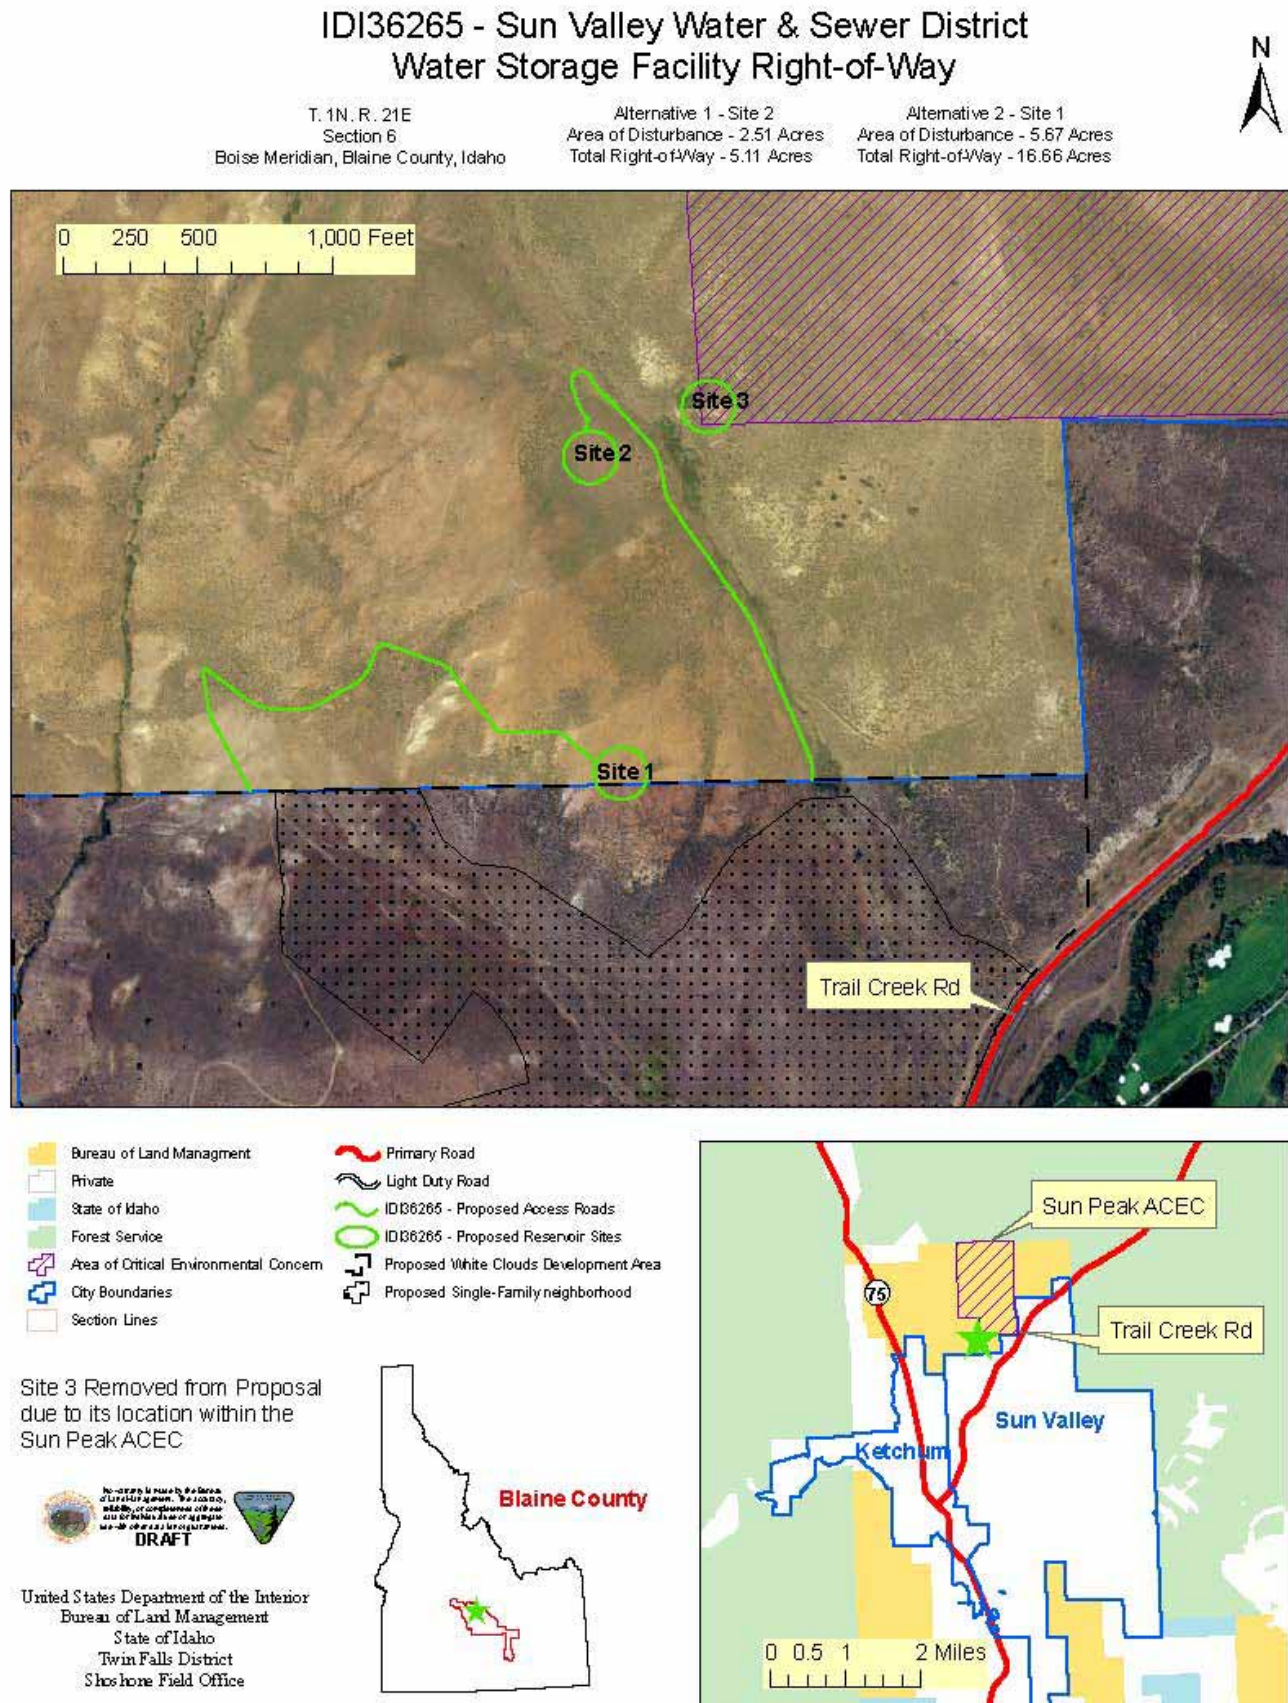 IDI36265 - Sun Valley Water & Sewer District
Water Storage Facility Right-of-Way
N
T. 1N. R. 21E
Section 6
Boise Meridian, Blaine County, Idaho
Alternative 1 - Site 2
Area of Disturbance - 2.51 Acres
Total Right-of-Way - 5.11 Acres
Alternative 2 - Site 1
Area of Disturbance - 5.67 Acres
Total Right-of-Way - 16.66 Acres
0 250 500 1,000 Feet
Site 3
Site 2
Site 1
Trail Creek Rd
Bureau of Land Managment
Private
State of Idaho
Forest Service
Area of Critical Environmental Concern
City Boundaries
Section Lines
Primary Road
Light Duty Road
IDI36265 - Proposed Access Roads
IDI36265 - Proposed Reservoir Sites
Proposed White Clouds Development Area
Proposed Single-Family neighborhood
Site 3 Removed from Proposal
due to its location within the
Sun Peak ACEC
DRAFT
United States Department of the Interior
Bureau of Land Management
State of Idaho
Twin Falls District
Shoshone Field Office
Blaine County
Sun Peak ACEC
75
Trail Creek Rd
Sun Valley
Ketchum
0 0.5 1 2 Miles